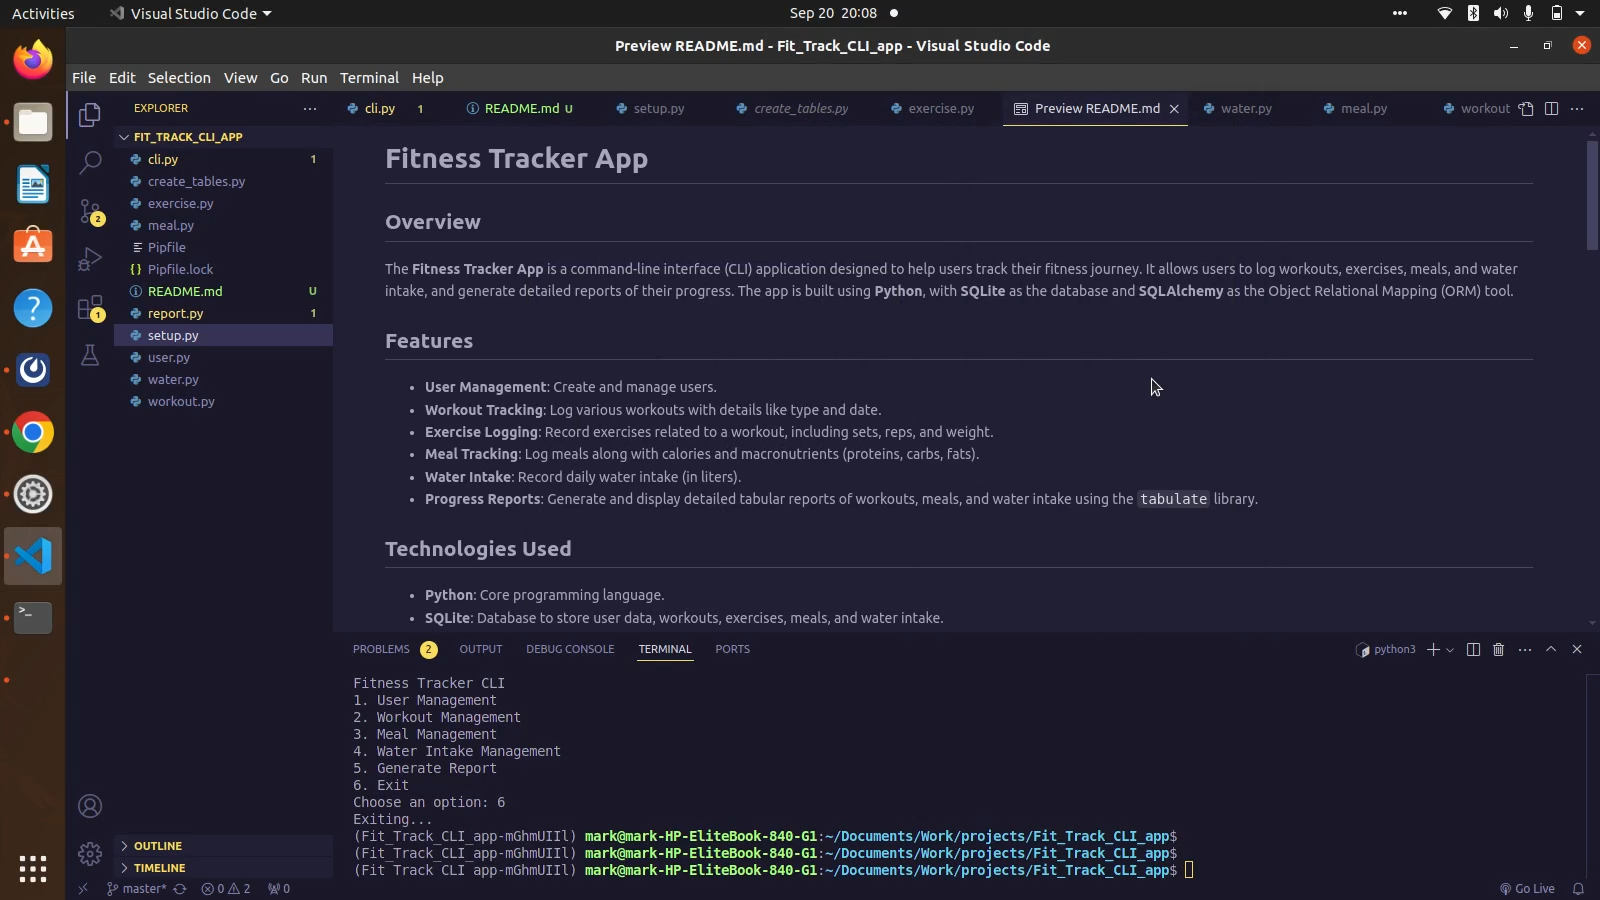 Activities
Visual Studio Code
Sep 20 20:08
Preview README.md - Fit_Track_CLI_app - Visual Studio Code
File Edit Selection View Go Run Terminal Help
EXPLORER
cli.py 1
README.md U
setup.py
create_tables.py
exercise.py
Preview README.md
water.py
meal.py
workout
FIT_TRACK_CLI_APP
cli.py 1
create_tables.py
exercise.py
meal.py
Pipfile
Pipfile.lock
README.md U
report.py 1
setup.py
user.py
water.py
workout.py
2
1
OUTLINE
TIMELINE
Fitness Tracker App
Overview
The Fitness Tracker App is a command-line interface (CLI) application designed to help users track their fitness journey. It allows users to log workouts, exercises, meals, and water
intake, and generate detailed reports of their progress. The app is built using Python, with SQLite as the database and SQLAlchemy as the Object Relational Mapping (ORM) tool.
Features
• User Management: Create and manage users.
• Workout Tracking: Log various workouts with details like type and date.
• Exercise Logging: Record exercises related to a workout, including sets, reps, and weight.
• Meal Tracking: Log meals along with calories and macronutrients (proteins, carbs, fats).
• Water Intake: Record daily water intake (in liters).
• Progress Reports: Generate and display detailed tabular reports of workouts, meals, and water intake using the tabulate library.
Technologies Used
• Python: Core programming language.
• SQLite: Database to store user data, workouts, exercises, meals, and water intake.
PROBLEMS 2 OUTPUT DEBUG CONSOLE TERMINAL PORTS
python3
Fitness Tracker CLI
1. User Management
2. Workout Management
3. Meal Management
4. Water Intake Management
5. Generate Report
6. Exit
Choose an option: 6
Exiting...
(Fit_Track_CLI_app-mGhmUIIl) mark@mark-HP-EliteBook-840-G1:~/Documents/Work/projects/Fit_Track_CLI_app$
(Fit_Track_CLI_app-mGhmUIIl) mark@mark-HP-EliteBook-840-G1:~/Documents/Work/projects/Fit_Track_CLI_app$
(Fit_Track_CLI_app-mGhmUIIl) mark@mark-HP-EliteBook-840-G1:~/Documents/Work/projects/Fit_Track_CLI_app$
master* 0 2 0
Go Live